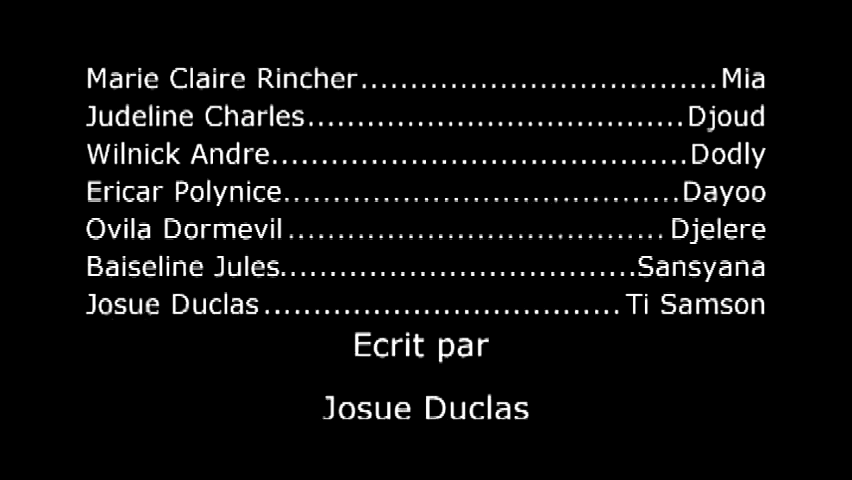 Marie Claire Rincher....................................Mia
Judeline Charles......................................Djoud
Wilnick Andre..........................................Dodly
Ericar Polynice........................................Dayoo
Ovila Dormevil......................................Djelere
Baiseline Jules....................................Sansyana
Josue Duclas....................................Ti Samson
Ecrit par
Josue Duclas